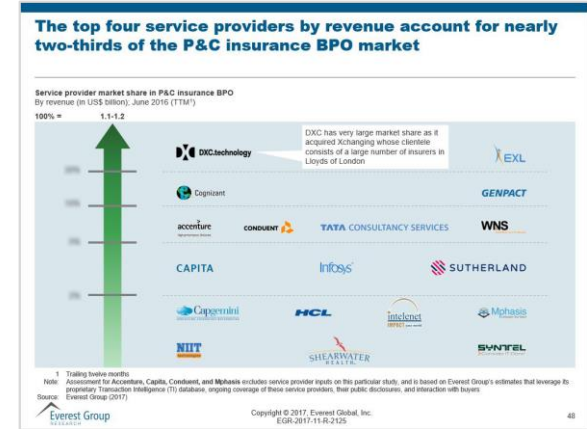 The top four service providers by revenue account for nearly
two-thirds of the P&C insurance BPO market
Service provider market share in P&C insurance BPO
By revenue (in US$ billion); June 2016 (TTM¹)
100% =
1.1-1.2
DXC.technology
DXC has very large market share as it
acquired Xchanging whose clientele
consists of a large number of insurers in
Lloyds of London
EXL
Cognizant
GENPACT
accenture
CONDUENT
TATA CONSULTANCY SERVICES
WNS
CAPITA
Infosys
SUTHERLAND
Capgemini
HCL
intelenet
Mphasis
NIIT
SHEARWATER
HEALTH
SYNTEL
1 Trailing twelve months
Note: Assessment for Accenture, Capita, Conduent, and Mphasis excludes service provider inputs on this particular study, and is based on Everest Group's estimates that leverage its
proprietary Transaction Intelligence (TI) database, ongoing coverage of these service providers, their public disclosures, and interaction with buyers
Source: Everest Group (2017)
Everest Group
RESEARCH
Copyright © 2017, Everest Global, Inc.
EGR-2017-11-R-2125
48